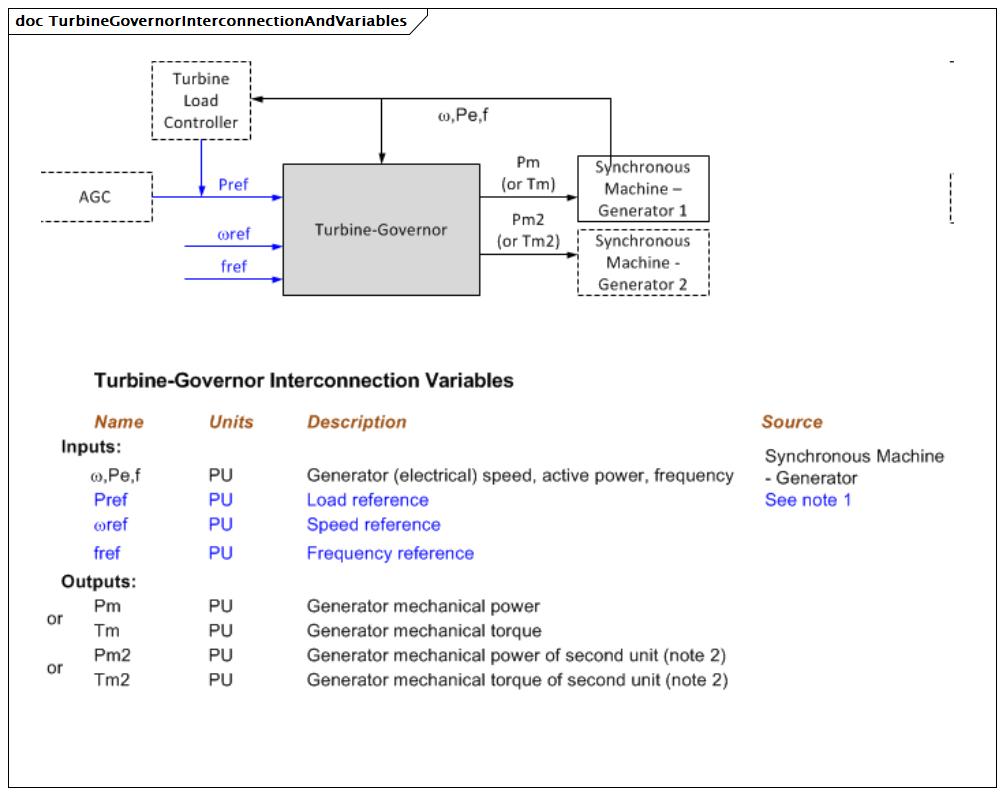 doc TurbineGovernorInterconnectionAndVariables
Turbine
Load
Controller
ω,Pe,f
AGC
Pref
ωref
fref
Turbine-Governor
Pm
(or Tm)
Pm2
(or Tm2)
Synchronous
Machine –
Generator 1
Synchronous
Machine -
Generator 2
Turbine-Governor Interconnection Variables
Name Units Description Source
Inputs:
ω,Pe,f PU Generator (electrical) speed, active power, frequency Synchronous Machine
- Generator
Pref PU Load reference See note 1
ωref PU Speed reference
fref PU Frequency reference
Outputs:
Pm PU Generator mechanical power
or
Tm PU Generator mechanical torque
Pm2 PU Generator mechanical power of second unit (note 2)
or
Tm2 PU Generator mechanical torque of second unit (note 2)